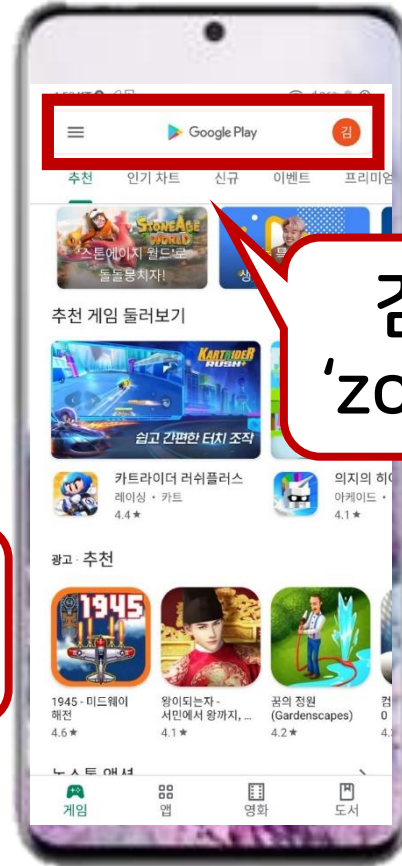 Google Play
김
추천
인기 차트
신규
이벤트
프리미엄
STONEAGE
WORLD
'스톤에이지 월드'로
돌돌뭉치자!
추천 게임 둘러보기
KARTRIDER
RUSH+
쉽고 간편한 터치 조작
카트라이더 러쉬플러스
레이싱 • 카트
4.4★
의지의
아케이드 •
4.1★
광고 · 추천
1945
1945 - 미드웨이
해전
4.6★
왕이되는자 -
서민에서 왕까지, ...
4.1★
꿈의 정원
(Gardenscapes)
4.2★
게임
앱
영화
도서